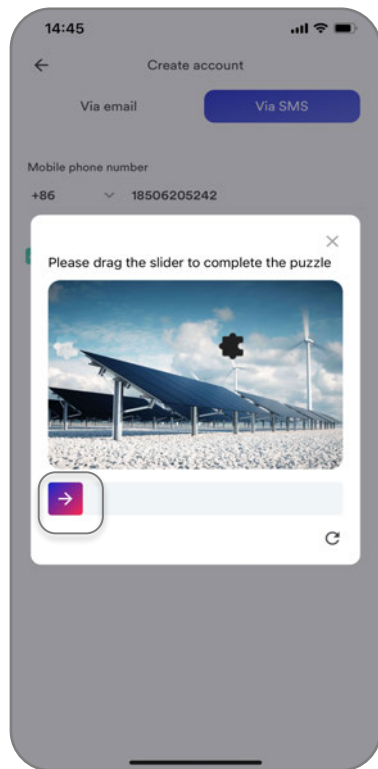 14:45
Create account
Via email Via SMS
Mobile phone number
+86 18506205242
Please drag the slider to complete the puzzle